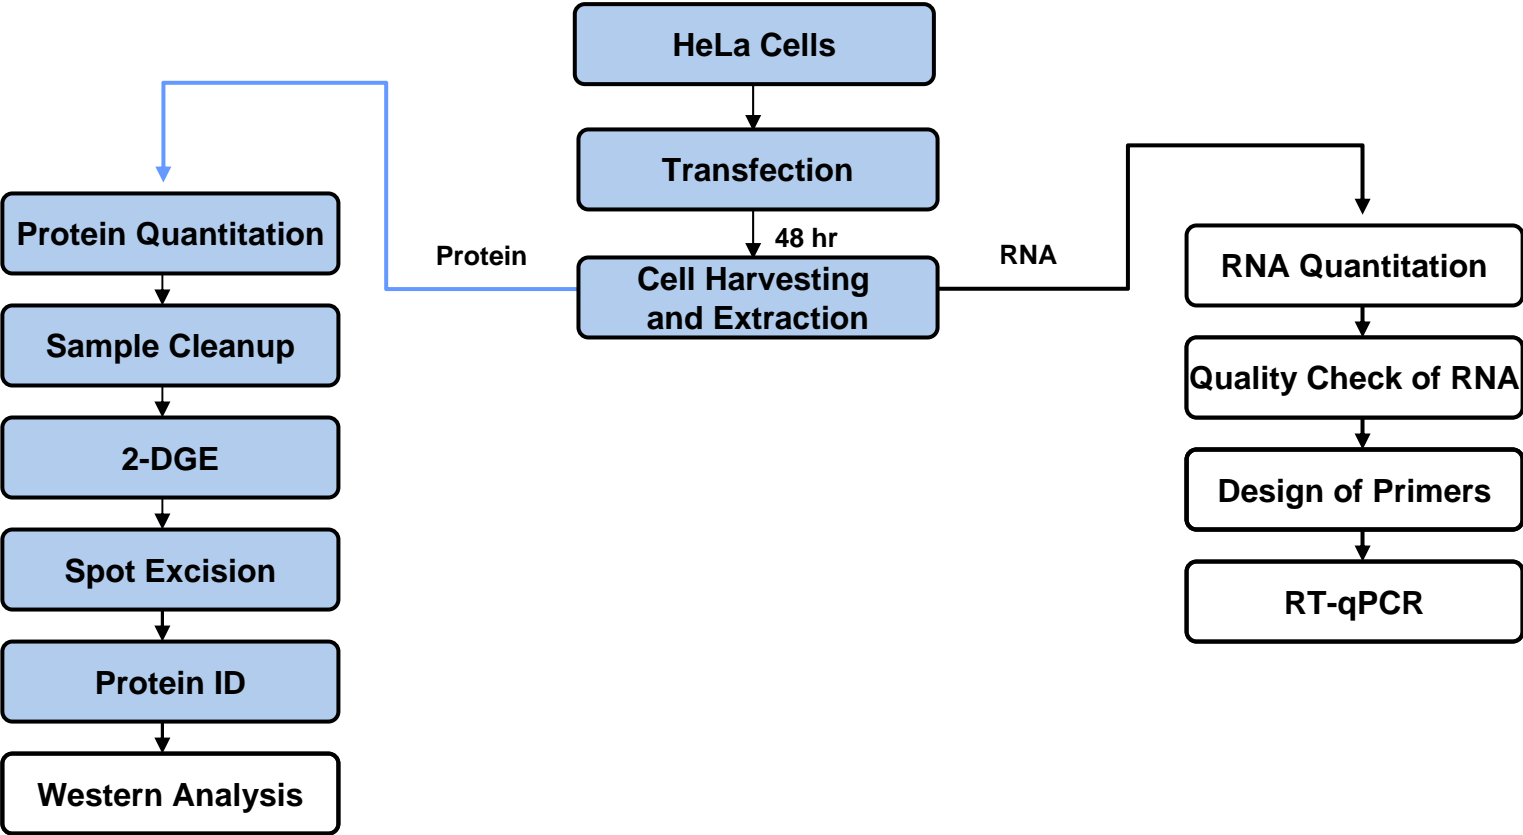 HeLa Cells
Transfection
48 hr
Protein
RNA
Cell Harvesting
and Extraction
Protein Quantitation
Sample Cleanup
2-DGE
Spot Excision
Protein ID
Western Analysis
RNA Quantitation
Quality Check of RNA
Design of Primers
RT-qPCR